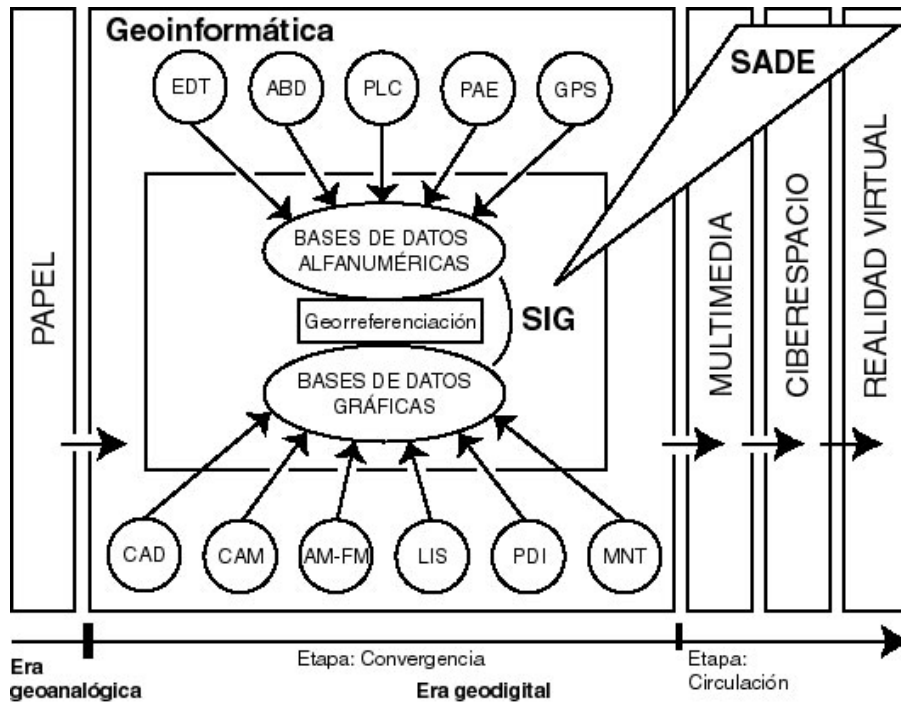 Geoinformática
SADE
EDT
ABD
PLC
PAE
GPS
PAPEL
BASES DE DATOS
ALFANUMÉRICAS
Georreferenciación
SIG
BASES DE DATOS
GRÁFICAS
MULTIMEDIA
CIBERESPACIO
REALIDAD VIRTUAL
CAD
CAM
AM-FM
LIS
PDI
MNT
Era
geoanalógica
Etapa: Convergencia
Era geodigital
Etapa:
Circulación